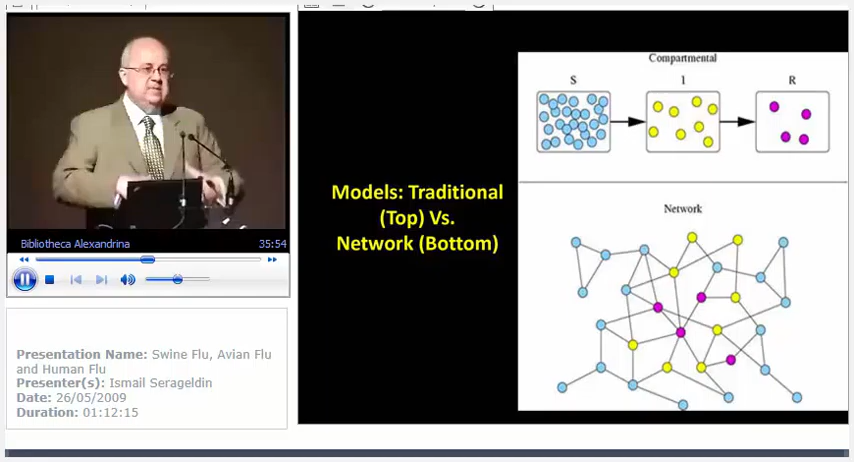 Bibliotheca Alexandrina 35:54
Presentation Name: Swine Flu, Avian Flu
and Human Flu
Presenter(s): Ismail Serageldin
Date: 26/05/2009
Duration: 01:12:15
Models: Traditional
(Top) Vs.
Network (Bottom)
Compartmental
S I R
Network